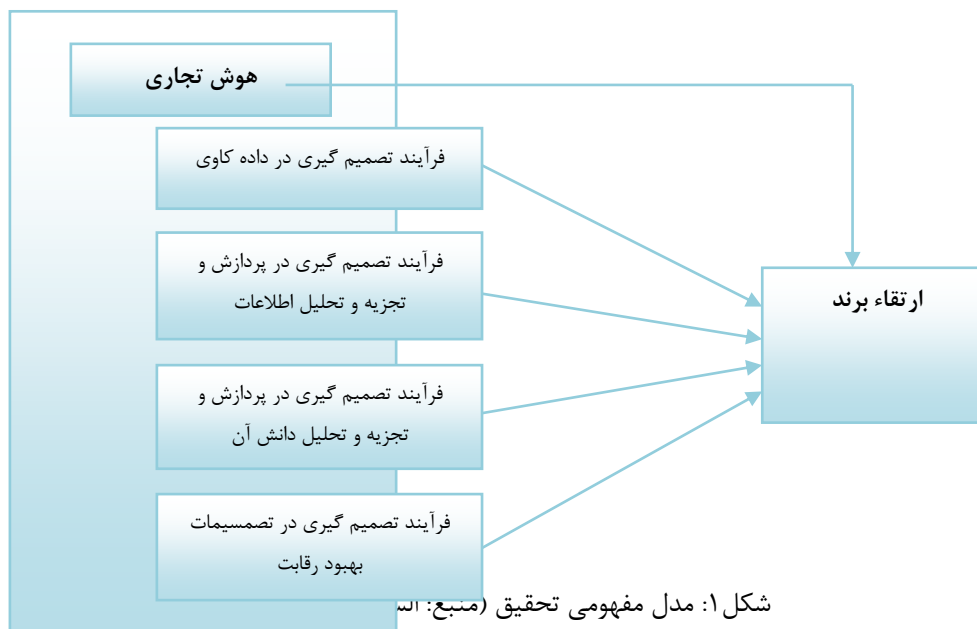 هوش تجاری
فرآیند تصمیم گیری در داده کاوی
فرآیند تصمیم گیری در پردازش و
تجزیه و تحلیل اطلاعات
فرآیند تصمیم گیری در پردازش و
تجزیه و تحلیل دانش آن
فرآیند تصمیم گیری در تصمسیمات
بهبود رقابت
ارتقاء برند
شکل۱: مدل مفهومی تحقیق (منبع: